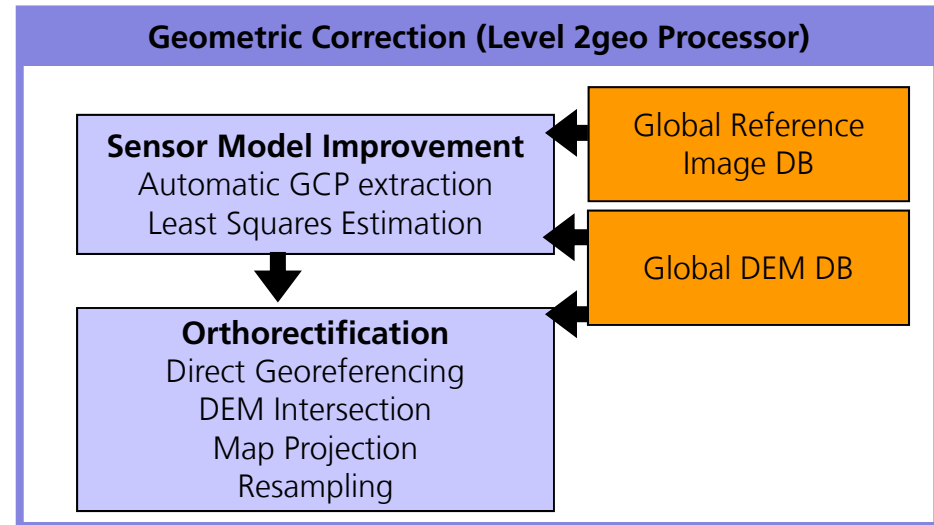 Geometric Correction (Level 2geo Processor)
Sensor Model Improvement
Automatic GCP extraction
Least Squares Estimation
Global Reference
Image DB
Global DEM DB
Orthorectification
Direct Georeferencing
DEM Intersection
Map Projection
Resampling